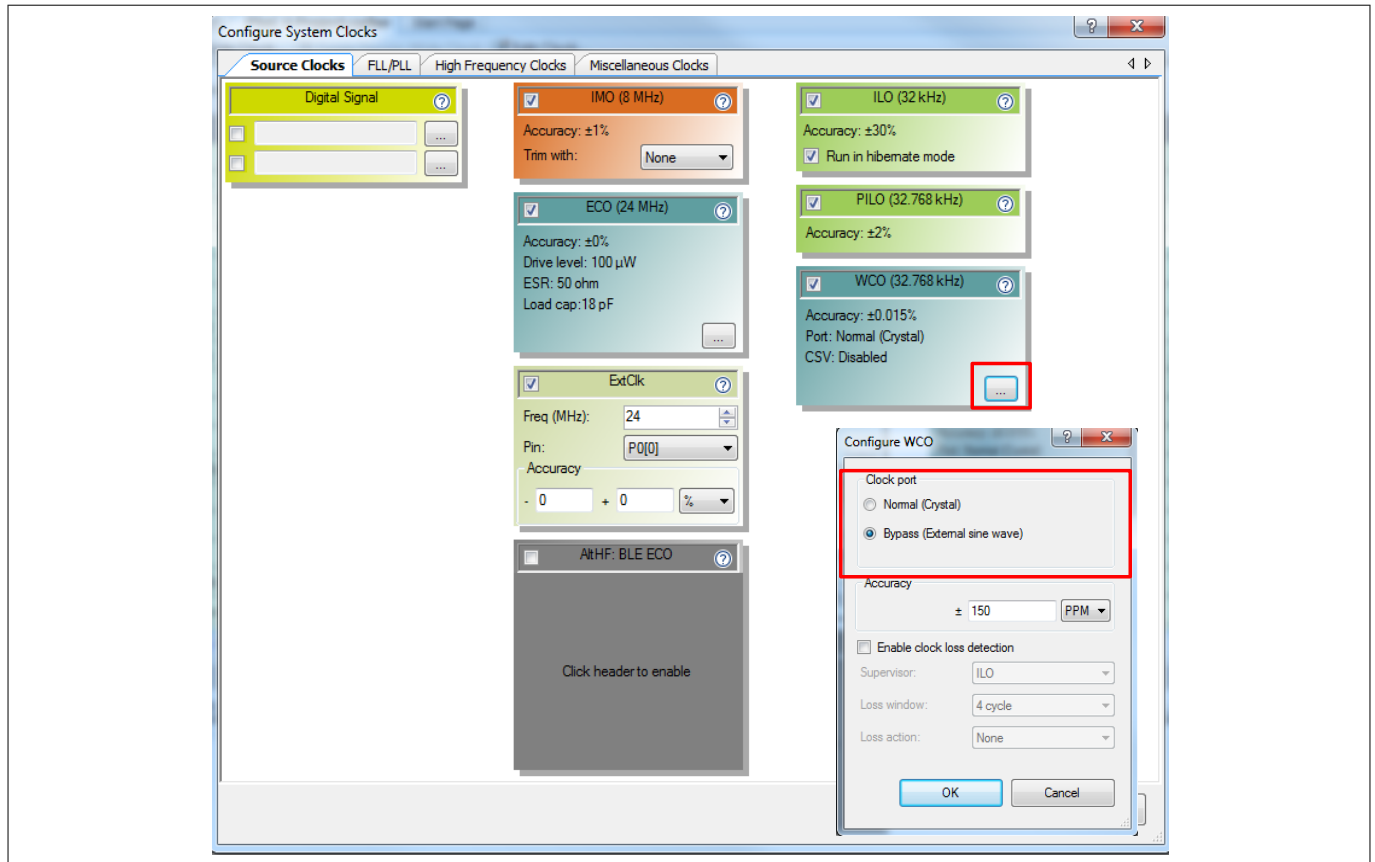 Configure System Clocks
Source Clocks
FLL/PLL
High Frequency Clocks
Miscellaneous Clocks
Digital Signal
...
...
IMO (8 MHz)
Accuracy: ±1%
Trim with:
None
ECO (24 MHz)
Accuracy: ±0%
Drive level: 100 µW
ESR: 50 ohm
Load cap:18 pF
...
ExtClk
Freq (MHz):
24
Pin:
P0[0]
Accuracy
- 0 + 0 %
AltHF: BLE ECO
Click header to enable
ILO (32 kHz)
Accuracy: ±30%
Run in hibernate mode
PILO (32.768 kHz)
Accuracy: ±2%
WCO (32.768 kHz)
Accuracy: ±0.015%
Port: Normal (Crystal)
CSV: Disabled
...
Configure WCO
Clock port
Normal (Crystal)
Bypass (External sine wave)
Accuracy
± 150 PPM
Enable clock loss detection
Supervisor: ILO
Loss window: 4 cycle
Loss action: None
OK Cancel